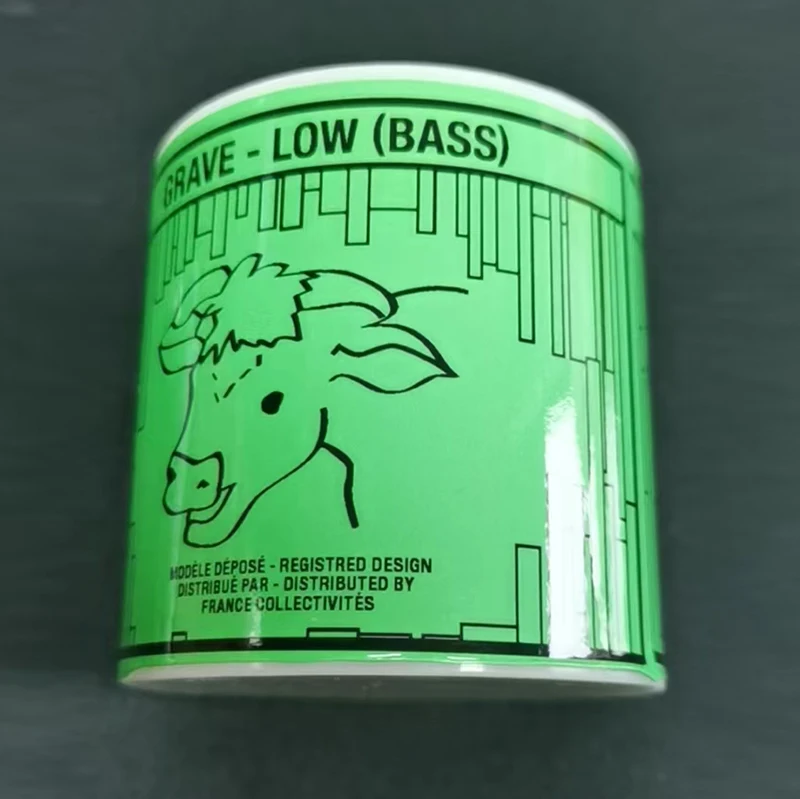 GRAVE - LOW (BASS)
MODÈLE DÉPOSÉ - REGISTRED DESIGN
DISTRIBUÉ PAR - DISTRIBUTED BY
FRANCE COLLECTIVITÉS